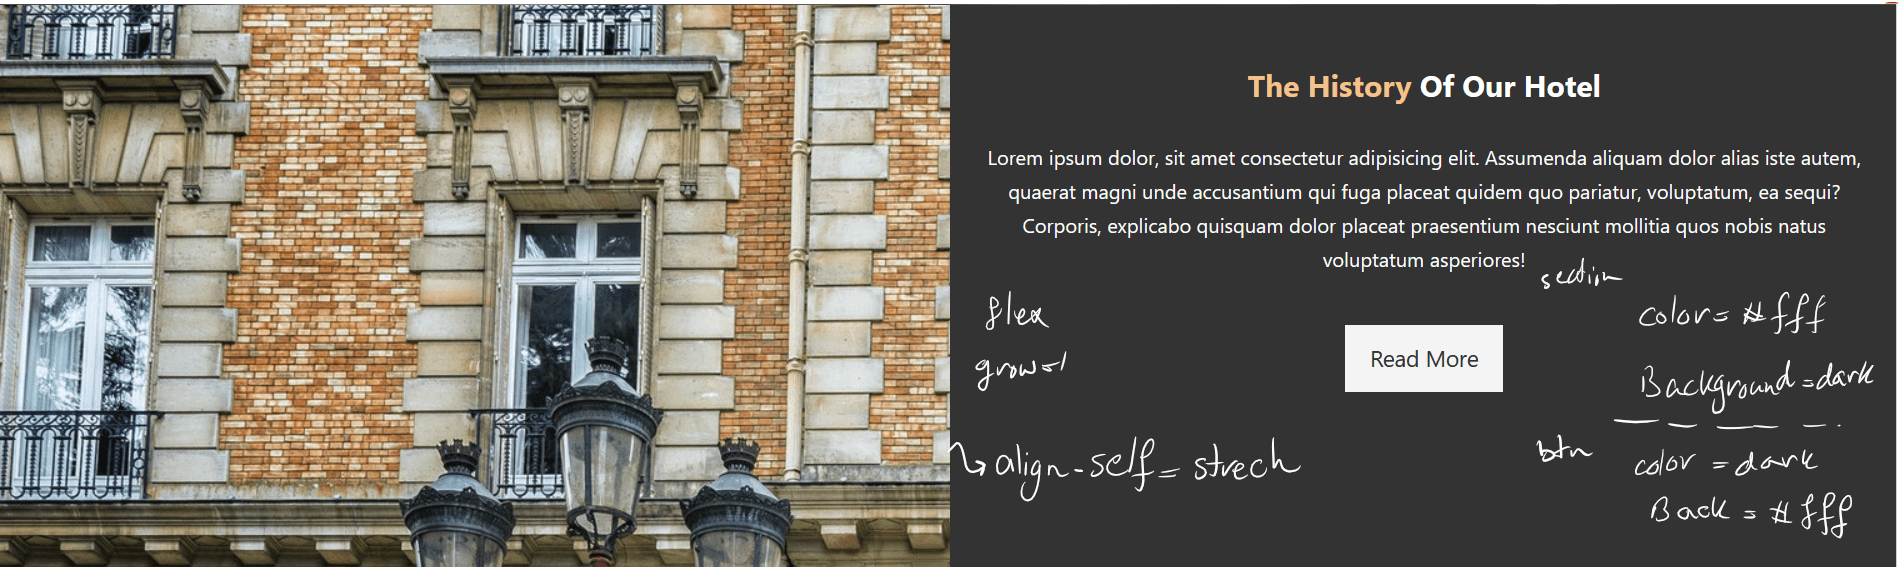 The History Of Our Hotel
Lorem ipsum dolor, sit amet consectetur adipisicing elit. Assumenda aliquam dolor alias iste autem,
quaerat magni unde accusantium qui fuga placeat quidem quo pariatur, voluptatum, ea sequi?
Corporis, explicabo quisquam dolor placeat praesentium nesciunt mollitia quos nobis natus
voluptatum asperiores!
section
flex
color= #fff
grow=1
Read More
Background=dark
btn
color = dark
align-self= strech
Back = #fff